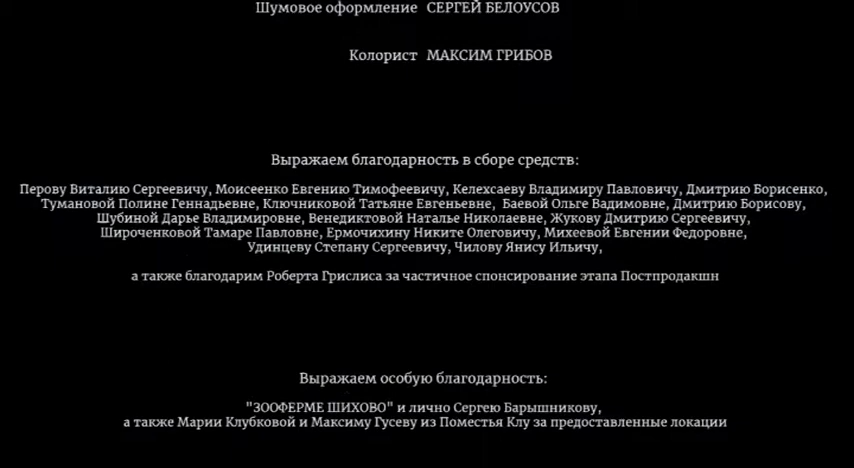 Шумовое оформление СЕРГЕЙ БЕЛОУСОВ
Колорист МАКСИМ ГРИБОВ
Выражаем благодарность в сборе средств:
Перову Виталию Сергеевичу, Моисеенко Евгению Тимофеевичу, Келехсаеву Владимиру Павловичу, Дмитрию Борисенко,
Тумановой Полине Геннадьевне, Ключниковой Татьяне Евгеньевне, Баевой Ольге Вадимовне, Дмитрию Борисову,
Шубиной Дарье Владимировне, Венедиктовой Наталье Николаевне, Жукову Дмитрию Сергеевичу,
Широченковой Тамаре Павловне, Ермочихину Никите Олеговичу, Михеевой Евгении Федоровне,
Удинцеву Степану Сергеевичу, Чилову Янису Ильичу,
а также благодарим Роберта Грислиса за частичное спонсирование этапа Постпродакшн
Выражаем особую благодарность:
"ЗООФЕРМЕ ШИХОВО" и лично Сергею Барышникову,
а также Марии Клубковой и Максиму Гусеву из Поместья Клу за предоставленные локации